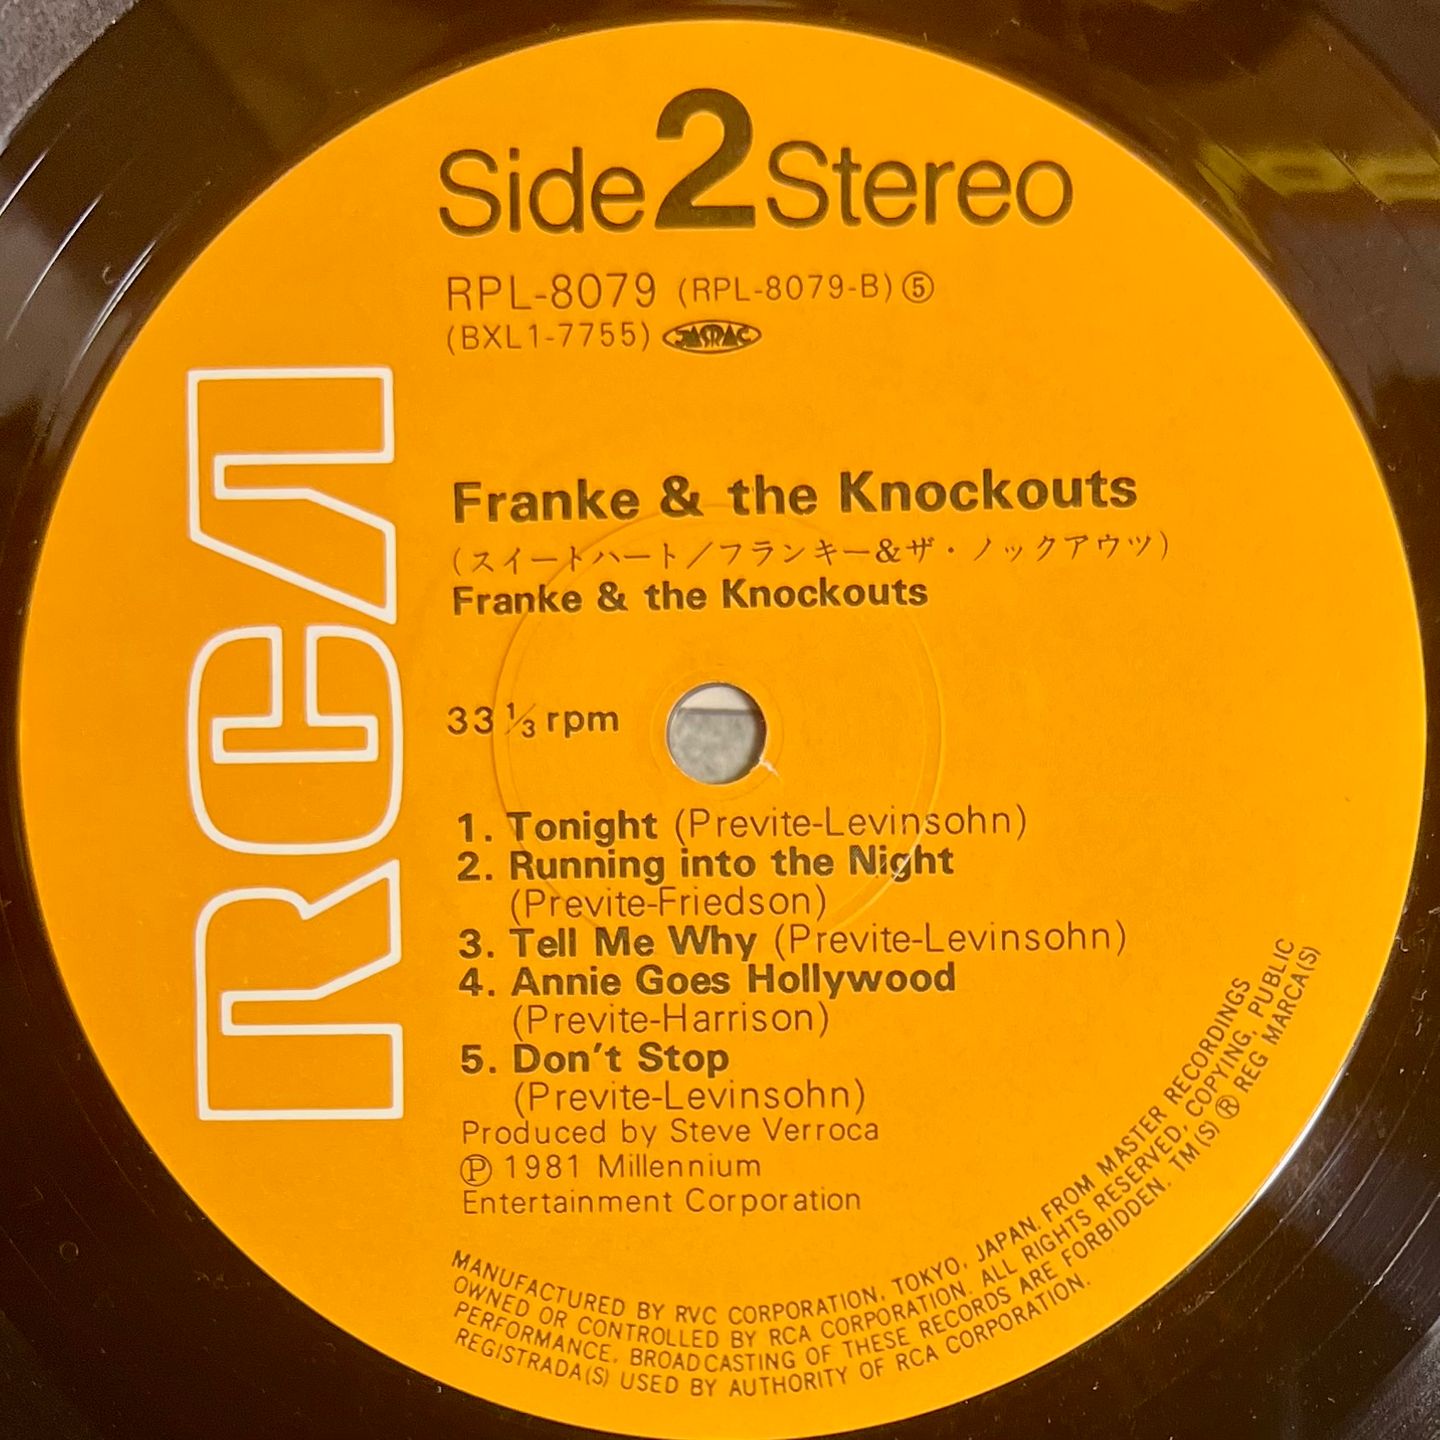 Side 2 Stereo
RPL-8079 (RPL-8079-B) ⑤
(BXL1-7755) JASRAC
RCA
Franke & the Knockouts
(スイートハート／フランキー&ザ・ノックアウツ)
Franke & the Knockouts
33 1/3 rpm
1. Tonight (Previte-Levinsohn)
2. Running into the Night
(Previte-Friedson)
3. Tell Me Why (Previte-Levinsohn)
4. Annie Goes Hollywood
(Previte-Harrison)
5. Don't Stop
(Previte-Levinsohn)
Produced by Steve Verroca
Ⓟ 1981 Millennium
Entertainment Corporation
MANUFACTURED BY RVC CORPORATION, TOKYO, JAPAN. FROM MASTER RECORDINGS
OWNED OR CONTROLLED BY RCA CORPORATION. ALL RIGHTS RESERVED, COPYING, PUBLIC
PERFORMANCE, BROADCASTING OF THESE RECORDS ARE FORBIDDEN. TM(S) ® REG MARCA(S)
REGISTRADA(S) USED BY AUTHORITY OF RCA CORPORATION.